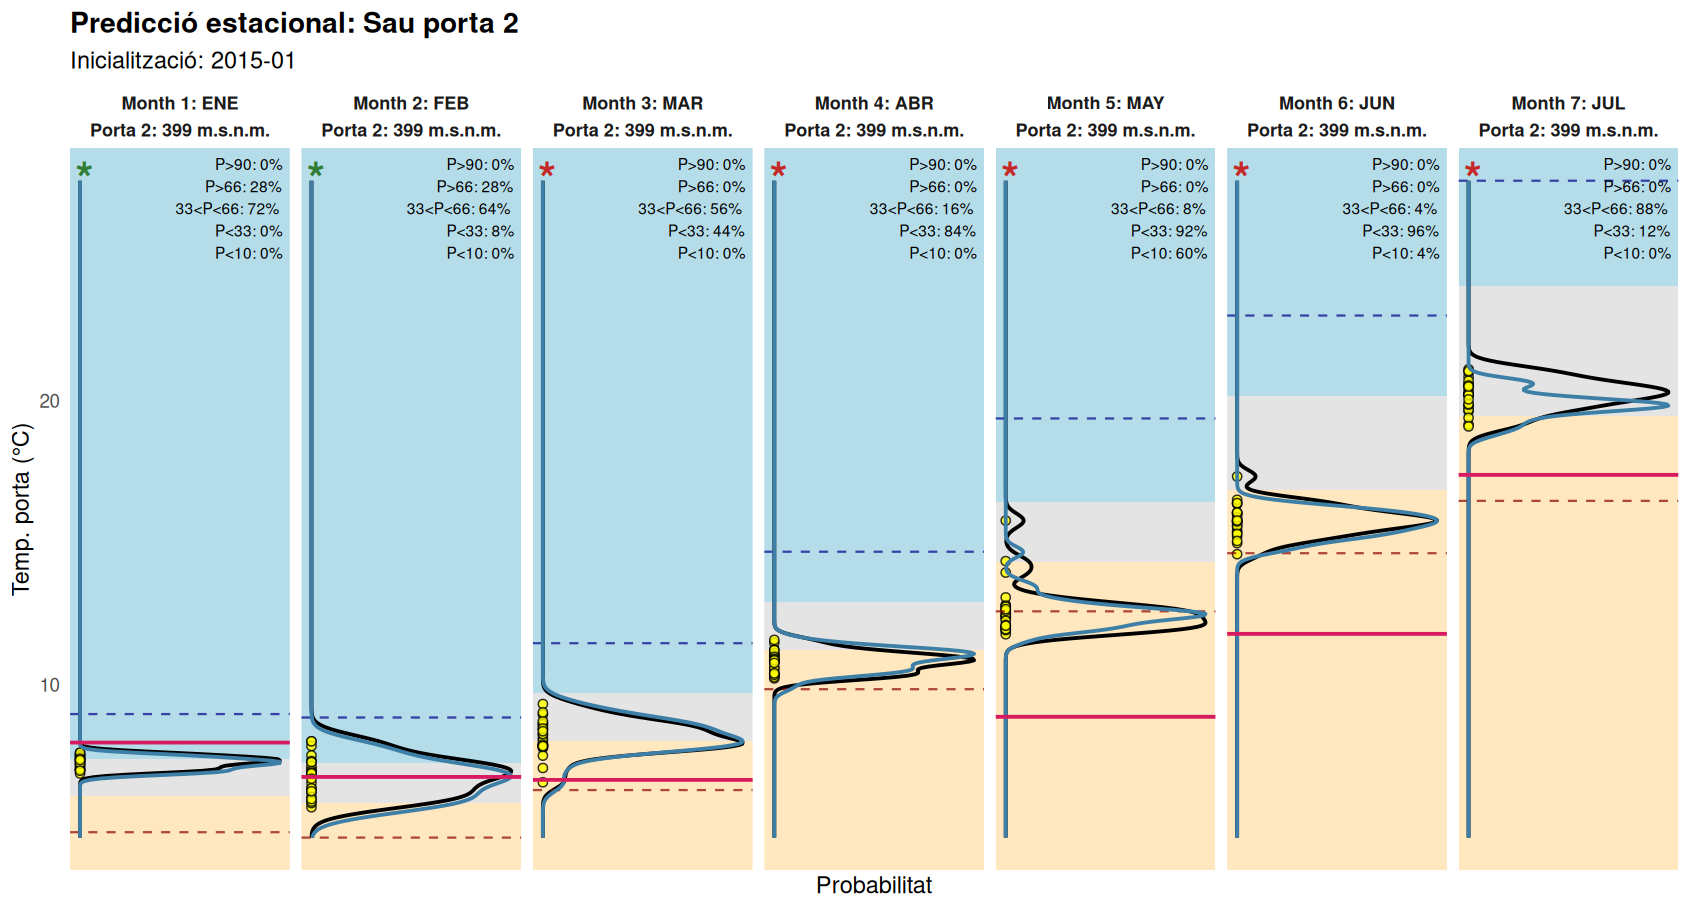 Predicció estacional: Sau porta 2
Inicialització: 2015-01
Month 1: ENE
Porta 2: 399 m.s.n.m.
Month 2: FEB
Porta 2: 399 m.s.n.m.
Month 3: MAR
Porta 2: 399 m.s.n.m.
Month 4: ABR
Porta 2: 399 m.s.n.m.
Month 5: MAY
Porta 2: 399 m.s.n.m.
Month 6: JUN
Porta 2: 399 m.s.n.m.
Month 7: JUL
Porta 2: 399 m.s.n.m.
*
P>90: 0%
P>66: 28%
33<P<66: 72%
P<33: 0%
P<10: 0%
*
P>90: 0%
P>66: 28%
33<P<66: 64%
P<33: 8%
P<10: 0%
*
P>90: 0%
P>66: 0%
33<P<66: 56%
P<33: 44%
P<10: 0%
*
P>90: 0%
P>66: 0%
33<P<66: 16%
P<33: 84%
P<10: 0%
*
P>90: 0%
P>66: 0%
33<P<66: 8%
P<33: 92%
P<10: 60%
*
P>90: 0%
P>66: 0%
33<P<66: 4%
P<33: 96%
P<10: 4%
*
P>90: 0%
P>66: 0%
33<P<66: 88%
P<33: 12%
P<10: 0%
Temp. porta (°C)
20
10
Probabilitat